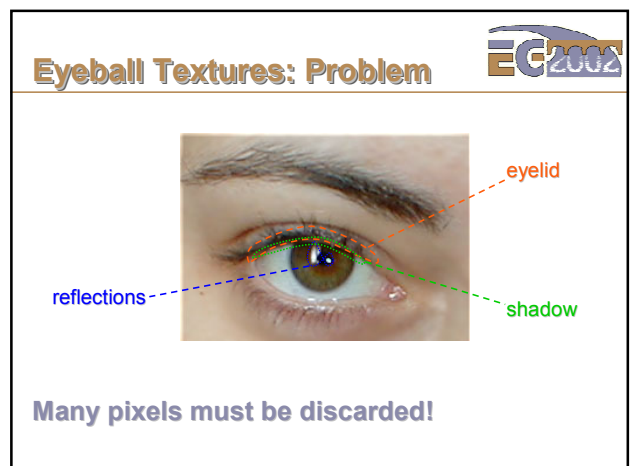 Eyeball Textures: Problem
EG2002
eyelid
reflections
shadow
Many pixels must be discarded!